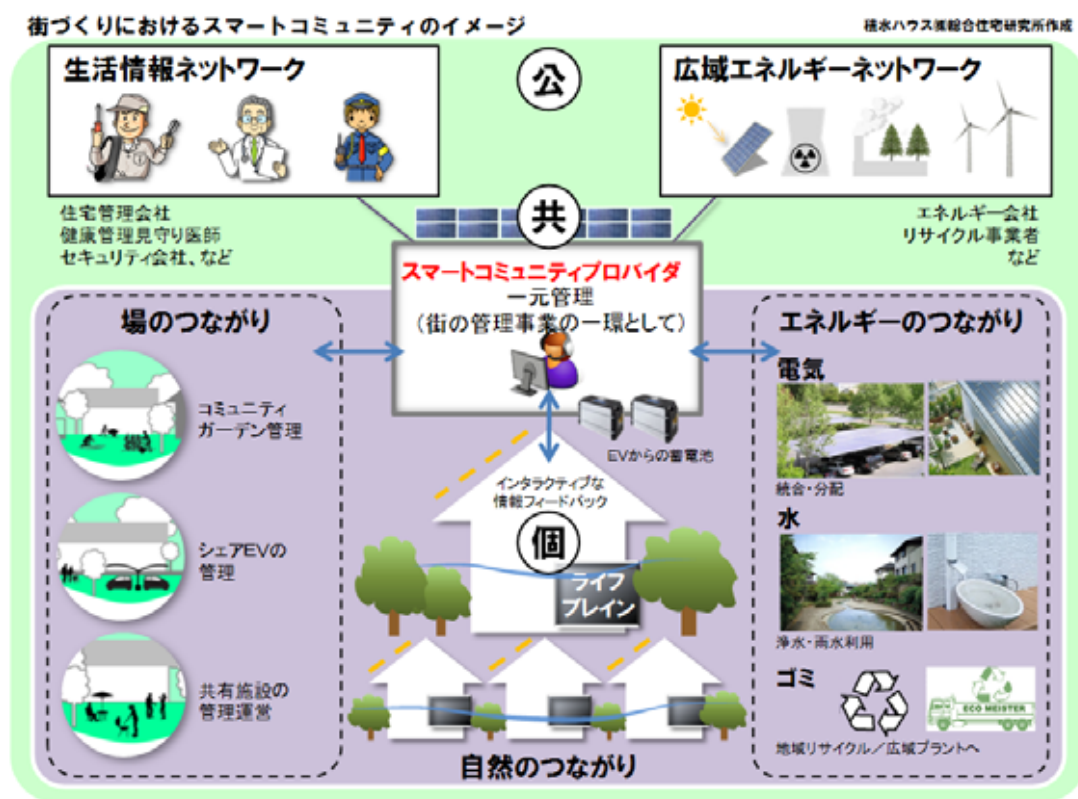 街づくりにおけるスマートコミュニティのイメージ
積水ハウス㈱総合住宅研究所作成
生活情報ネットワーク
公
広域エネルギーネットワーク
住宅管理会社
健康管理見守り医師
セキュリティ会社、など
共
エネルギー会社
リサイクル事業者
など
スマートコミュニティプロバイダ
一元管理
（街の管理事業の一環として）
場のつながり
コミュニティ
ガーデン管理
シェアEVの
管理
共有施設の
管理運営
EVからの蓄電池
インタラクティブな
情報フィードバック
個
ライフ
ブレイン
自然のつながり
エネルギーのつながり
電気
統合・分配
水
浄水・雨水利用
ゴミ
ECO MEISTER
地域リサイクル／広域プラントへ